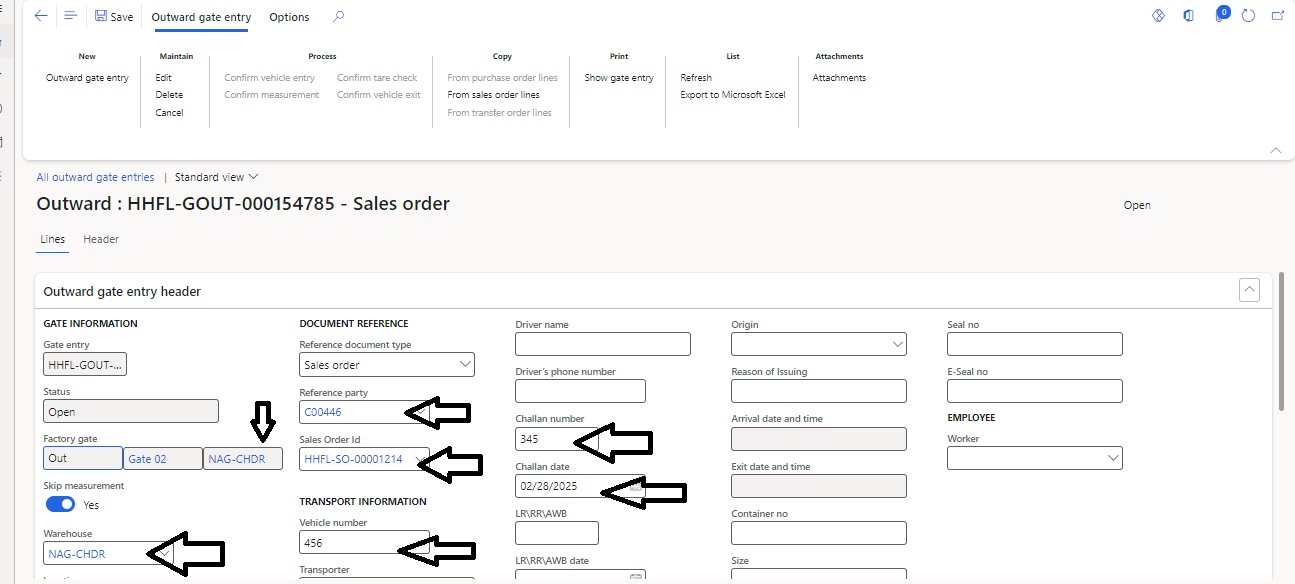 Save Outward gate entry Options
0
New Maintain Process Copy Print List Attachments
Outward gate entry Edit Confirm vehicle entry Confirm tare check From purchase order lines Show gate entry Refresh Attachments
Delete Confirm measurement Confirm vehicle exit From sales order lines Export to Microsoft Excel
Cancel From transfer order lines
All outward gate entries | Standard view
Outward : HHFL-GOUT-000154785 - Sales order
Open
Lines Header
Outward gate entry header
GATE INFORMATION
Gate entry
HHFL-GOUT-...
Status
Open
Factory gate
Out Gate 02 NAG-CHDR
Skip measurement
Yes
Warehouse
NAG-CHDR
DOCUMENT REFERENCE
Reference document type
Sales order
Reference party
C00446
Sales Order Id
HHFL-SO-00001214
TRANSPORT INFORMATION
Vehicle number
456
Transporter
Driver name
Driver's phone number
Challan number
345
Challan date
02/28/2025
LR\RR\AWB
LR\RR\AWB date
Origin
Reason of Issuing
Arrival date and time
Exit date and time
Container no
Size
Seal no
E-Seal no
EMPLOYEE
Worker